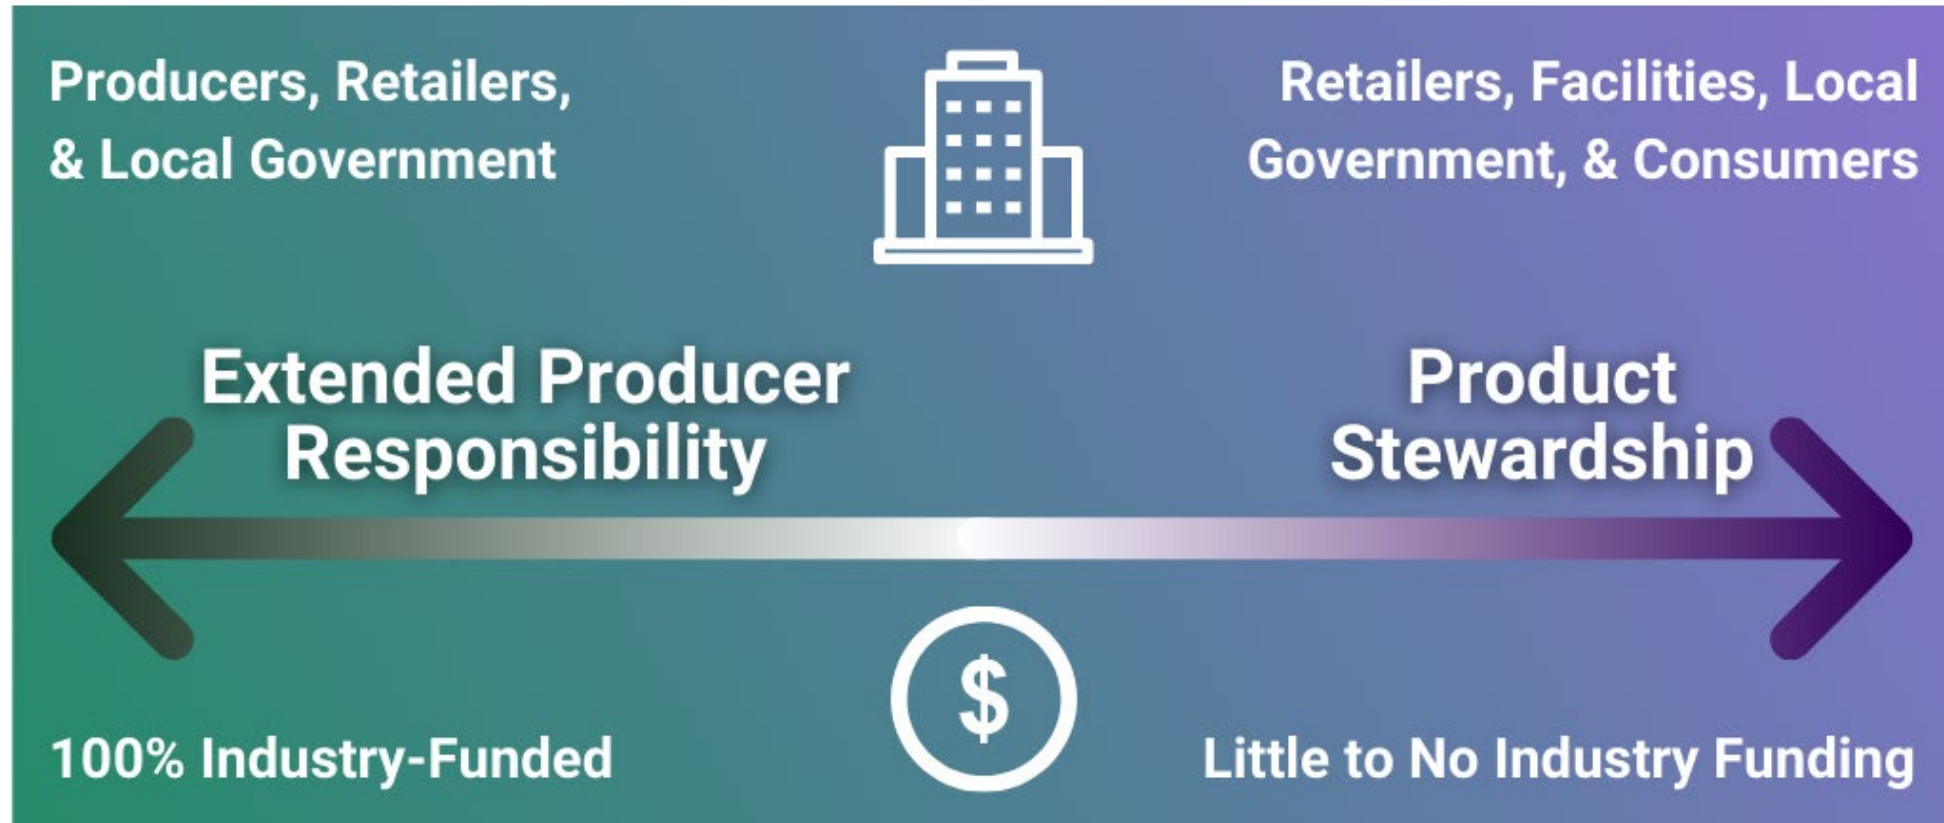 Producers, Retailers,
& Local Government
Retailers, Facilities, Local
Government, & Consumers
Extended Producer
Responsibility
Product
Stewardship
$
100% Industry-Funded
Little to No Industry Funding